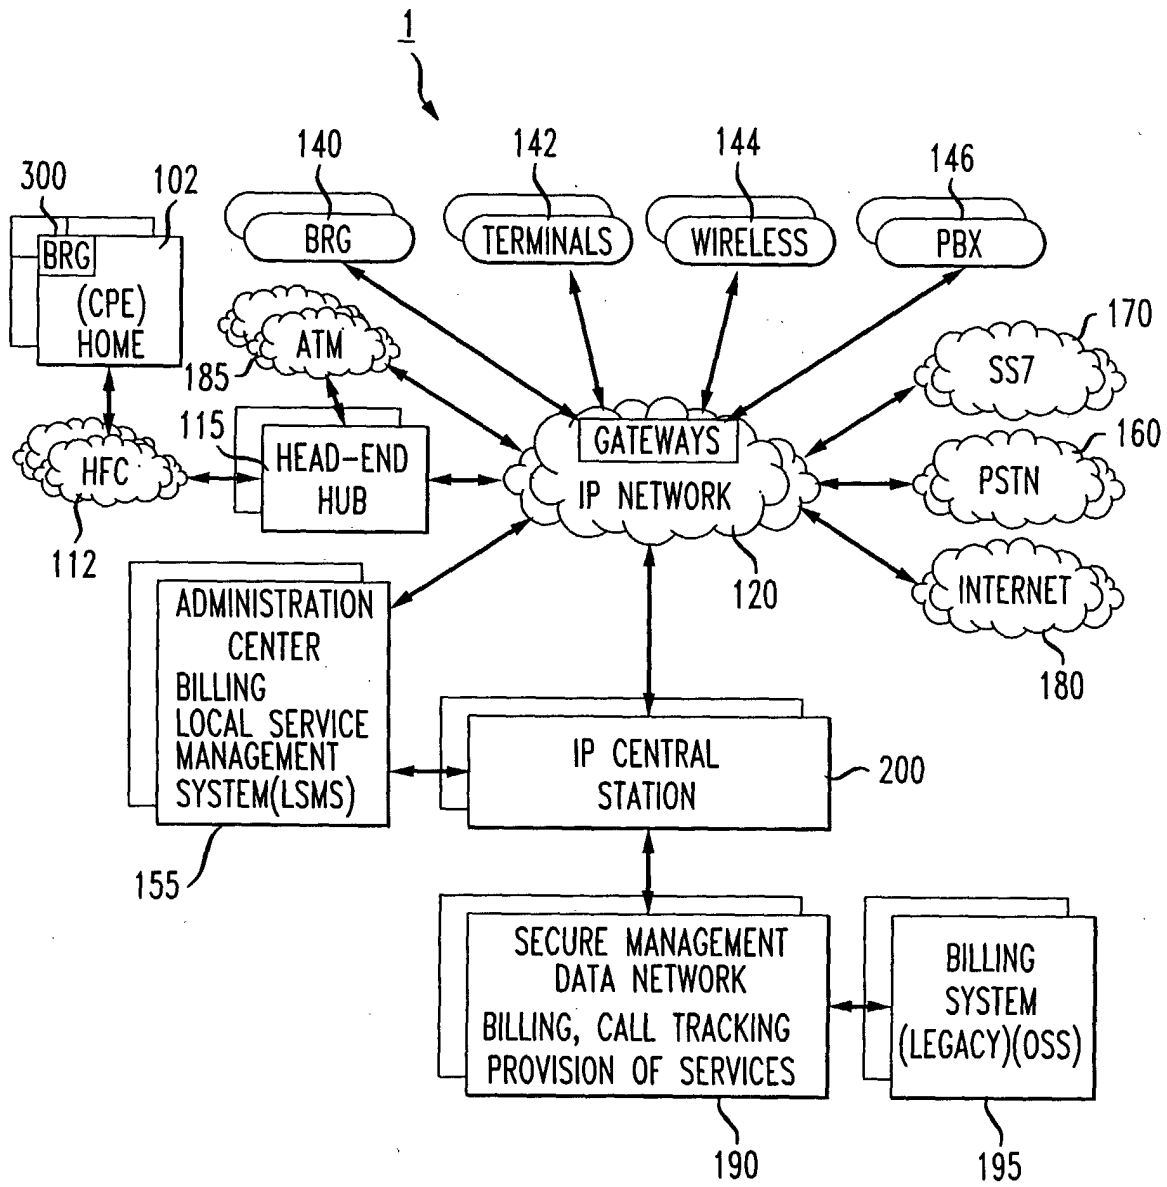 1
140
142
144
146
300
102
BRG
TERMINALS
WIRELESS
PBX
BRG
(CPE)
HOME
ATM
185
170
SS7
115
HEAD-END
HUB
GATEWAYS
IP NETWORK
160
PSTN
HFC
112
120
INTERNET
180
ADMINISTRATION
CENTER
BILLING
LOCAL SERVICE
MANAGEMENT
SYSTEM(LSMS)
155
IP CENTRAL
STATION
200
SECURE MANAGEMENT
DATA NETWORK
BILLING, CALL TRACKING
PROVISION OF SERVICES
190
BILLING
SYSTEM
(LEGACY)(OSS)
195